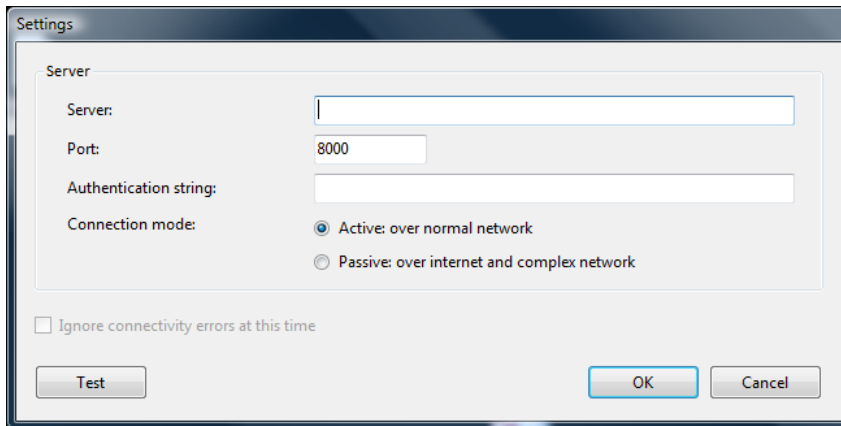 Settings
Server
Server:
Port: 8000
Authentication string:
Connection mode: Active: over normal network
Passive: over internet and complex network
Ignore connectivity errors at this time
Test OK Cancel